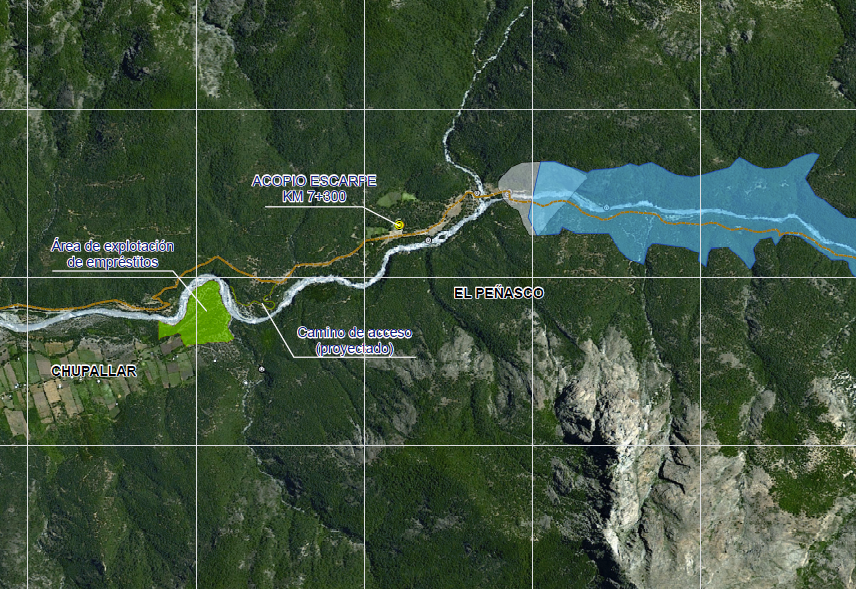 ACOPIO ESCARPE
KM 7+300
Área de explotación
de empréstitos
EL PEÑASCO
Camino de acceso
(proyectado)
CHUPALLAR